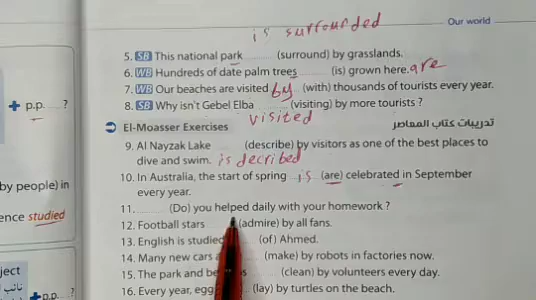 is surrounded
Our world
5. SB This national park ........ (surround) by grasslands.
6. WB Hundreds of date palm trees ........ (is) grown here. are
7. WB Our beaches are visited by (with) thousands of tourists every year.
8. SB Why isn't Gebel Elba ........ (visiting) by more tourists ?
visited
+ p.p. ........ ?
El-Moasser Exercises
تدريبات كتاب المعاصر
9. Al Nayzak Lake ........ (describe) by visitors as one of the best places to
dive and swim. is decribed
10. In Australia, the start of spring is (are) celebrated in September
every year.
by people) in
11. ........ (Do) you helped daily with your homework ?
ence studied
12. Football stars ........ (admire) by all fans.
13. English is studied ........ (of) Ahmed.
14. Many new cars ........ (make) by robots in factories now.
ject
15. The park and ........ (clean) by volunteers every day.
نائب
+ p.p. ........ ?
16. Every year, ........ (lay) by turtles on the beach.